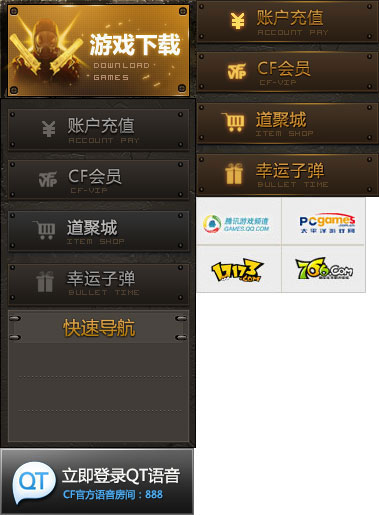 游戏下载
DOWNLOAD
GAMES
账户充值
ACCOUNT PAY
CF会员
CF-VIP
道聚城
ITEM SHOP
幸运子弹
BULLET TIME
快速导航
QT
立即登录QT语音
CF官方语音房间:888
账户充值
ACCOUNT PAY
VIP
CF会员
CF-VIP
道聚城
ITEM SHOP
幸运子弹
BULLET TIME
腾讯游戏频道
GAMES.QQ.COM
PCgames
.com.cn
太平洋游戏网
17173
.com
766.COM